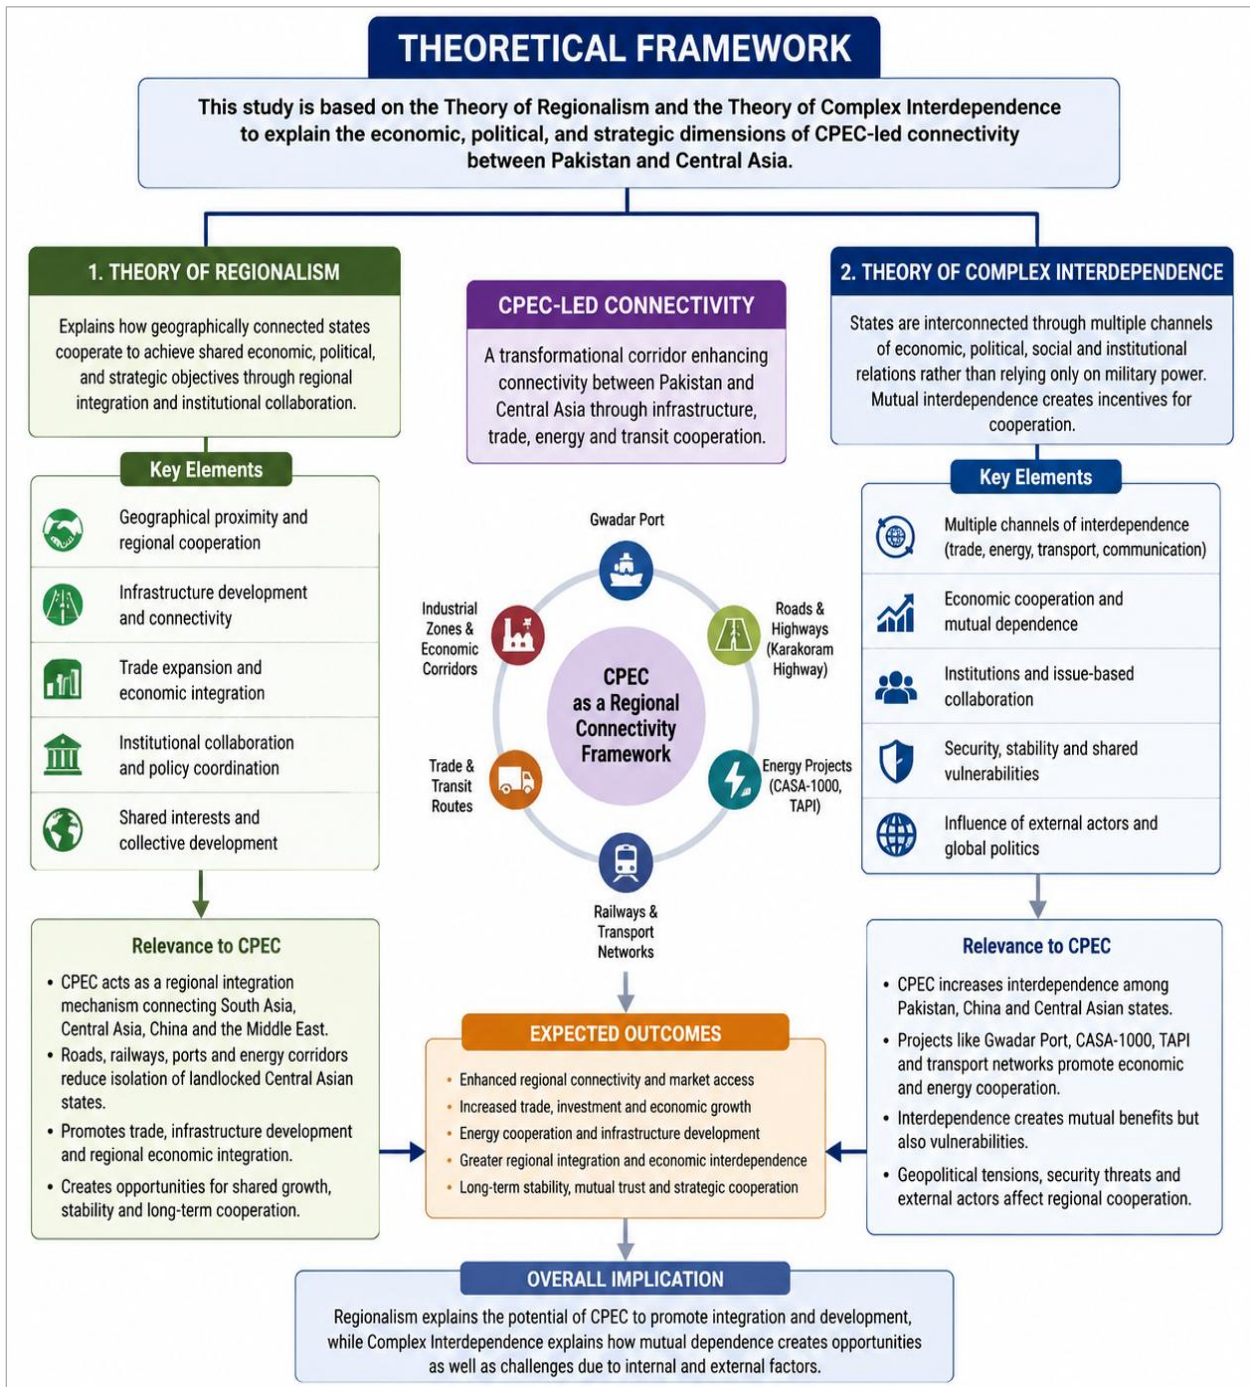 THEORETICAL FRAMEWORK
This study is based on the Theory of Regionalism and the Theory of Complex Interdependence
to explain the economic, political, and strategic dimensions of CPEC-led connectivity
between Pakistan and Central Asia.
1. THEORY OF REGIONALISM
Explains how geographically connected states
cooperate to achieve shared economic, political,
and strategic objectives through regional
integration and institutional collaboration.
Key Elements
Geographical proximity and
regional cooperation
Infrastructure development
and connectivity
Trade expansion and
economic integration
Institutional collaboration
and policy coordination
Shared interests and
collective development
Relevance to CPEC
• CPEC acts as a regional integration
mechanism connecting South Asia,
Central Asia, China and the Middle East.
• Roads, railways, ports and energy corridors
reduce isolation of landlocked Central Asian
states.
• Promotes trade, infrastructure development
and regional economic integration.
• Creates opportunities for shared growth,
stability and long-term cooperation.
CPEC-LED CONNECTIVITY
A transformational corridor enhancing
connectivity between Pakistan and
Central Asia through infrastructure,
trade, energy and transit cooperation.
Gwadar Port
Roads &
Highways
(Karakoram
Highway)
Energy Projects
(CASA-1000,
TAPI)
Railways &
Transport
Networks
Trade &
Transit
Routes
Industrial
Zones &
Economic
Corridors
CPEC
as a Regional
Connectivity
Framework
2. THEORY OF COMPLEX INTERDEPENDENCE
States are interconnected through multiple channels
of economic, political, social and institutional
relations rather than relying only on military power.
Mutual interdependence creates incentives for
cooperation.
Key Elements
Multiple channels of interdependence
(trade, energy, transport, communication)
Economic cooperation and
mutual dependence
Institutions and issue-based
collaboration
Security, stability and shared
vulnerabilities
Influence of external actors and
global politics
Relevance to CPEC
• CPEC increases interdependence among
Pakistan, China and Central Asian states.
• Projects like Gwadar Port, CASA-1000, TAPI
and transport networks promote economic
and energy cooperation.
• Interdependence creates mutual benefits but
also vulnerabilities.
• Geopolitical tensions, security threats and
external actors affect regional cooperation.
EXPECTED OUTCOMES
• Enhanced regional connectivity and market access
• Increased trade, investment and economic growth
• Energy cooperation and infrastructure development
• Greater regional integration and economic interdependence
• Long-term stability, mutual trust and strategic cooperation
OVERALL IMPLICATION
Regionalism explains the potential of CPEC to promote integration and development,
while Complex Interdependence explains how mutual dependence creates opportunities
as well as challenges due to internal and external factors.